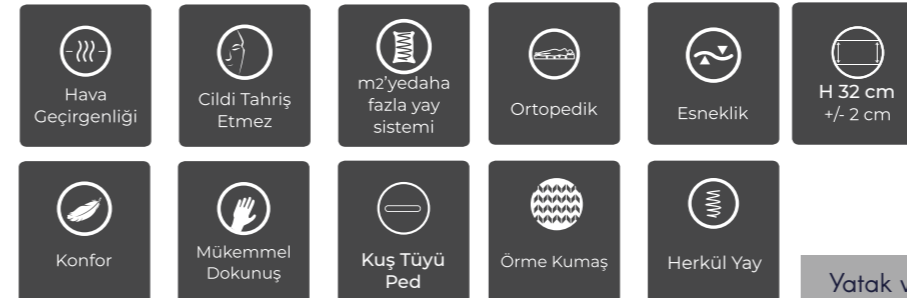 Hava
Geçirgenliği
Cildi Tahriş
Etmez
m2'yedaha
fazla yay
sistemi
Ortopedik
Esneklik
H 32 cm
+/- 2 cm
Konfor
Mükemmel
Dokunuş
Kuş Tüyü
Ped
Örme Kumaş
Herkül Yay
Yatak v